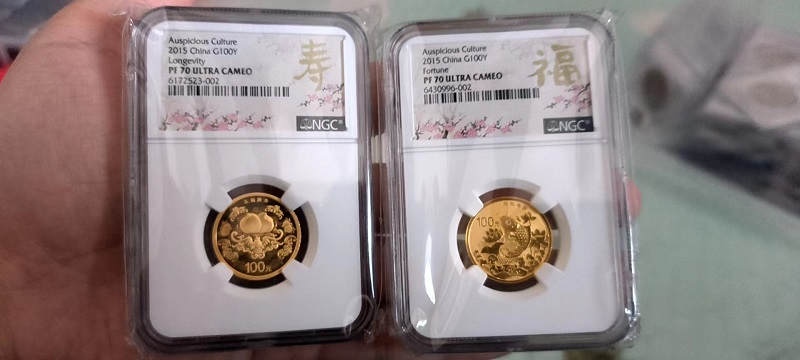 Auspicious Culture
2015 China G100Y
Longevity
PF 70 ULTRA CAMEO
6172523-002
寿
NGC
100元
Auspicious Culture
2015 China G100Y
Fortune
PF 70 ULTRA CAMEO
6430996-002
福
NGC
100元